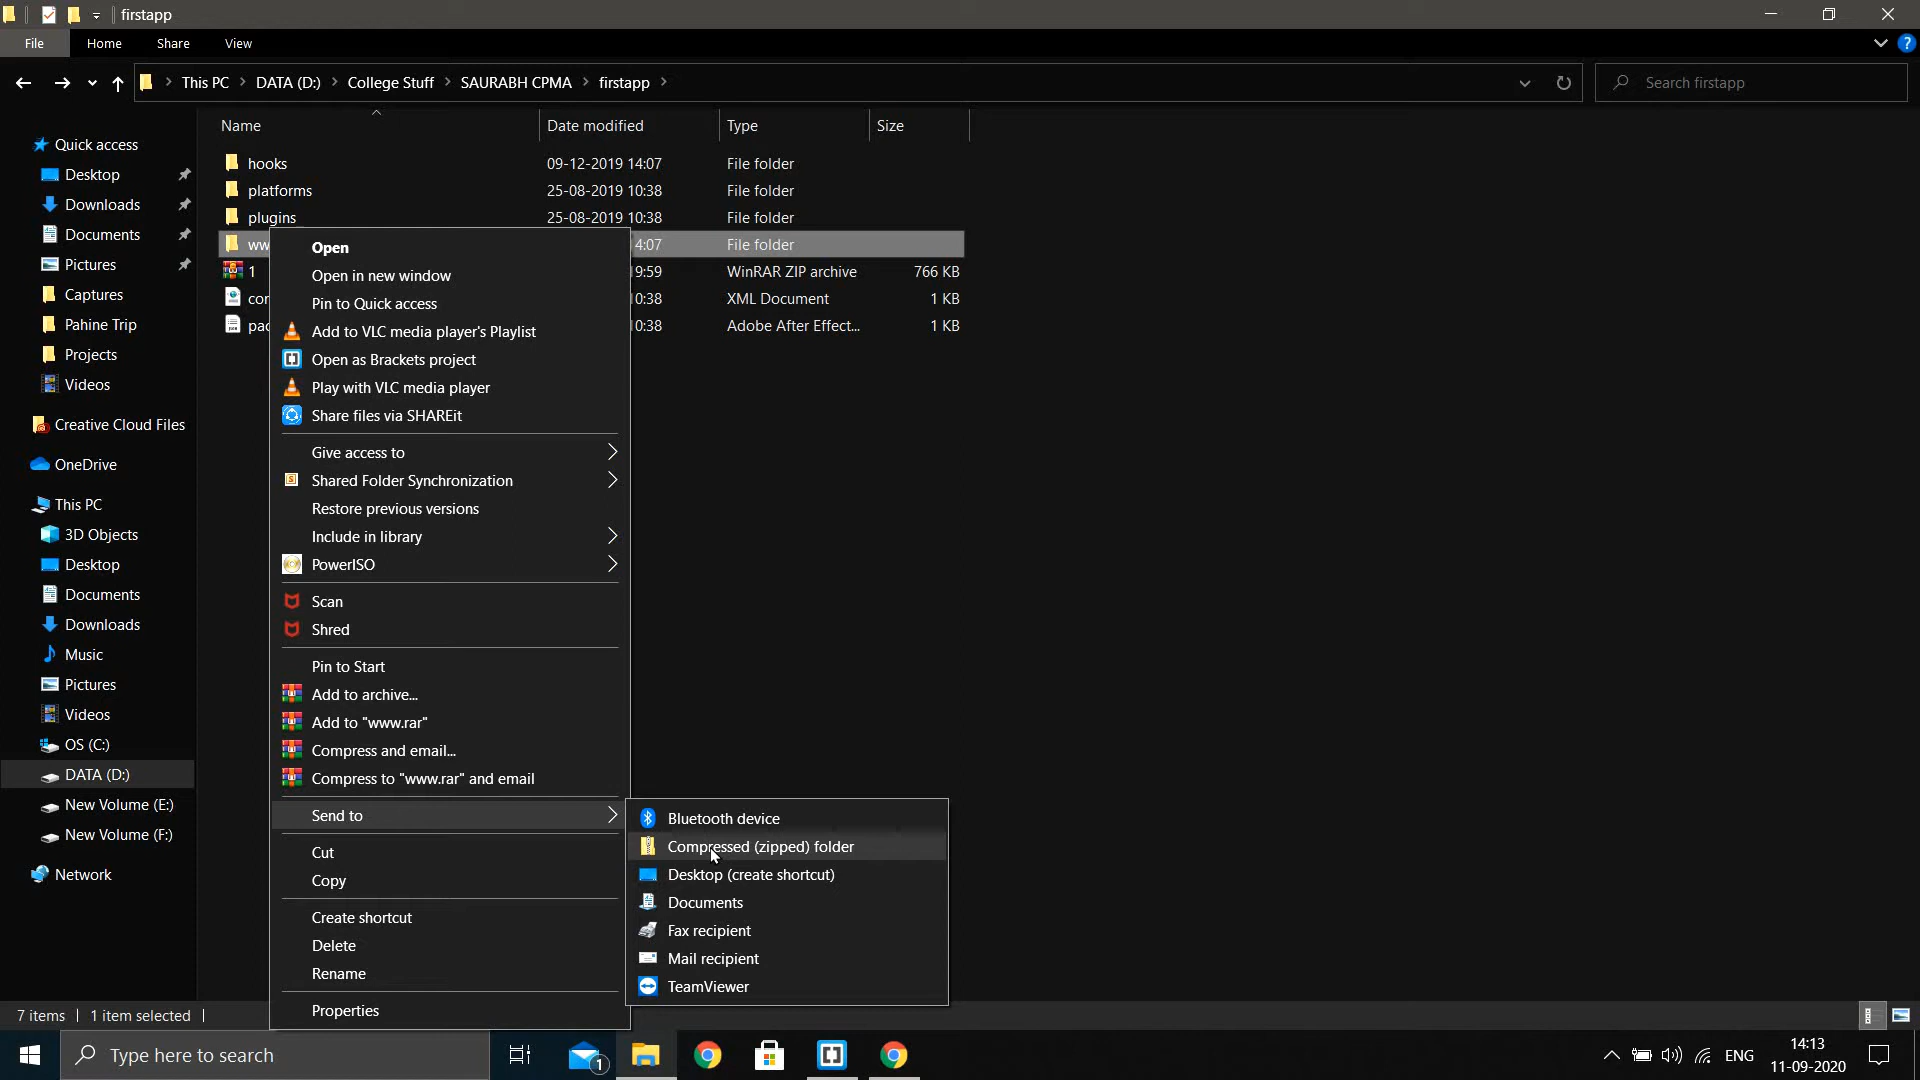 firstapp
File Home Share View
This PC DATA (D:) College Stuff SAURABH CPMA firstapp
Search firstapp
Name Date modified Type Size
hooks 09-12-2019 14:07 File folder
platforms 25-08-2019 10:38 File folder
plugins 25-08-2019 10:38 File folder
ww 4:07 File folder
1 9:59 WinRAR ZIP archive 766 KB
con 0:38 XML Document 1 KB
pac 0:38 Adobe After Effect... 1 KB
Quick access
Desktop
Downloads
Documents
Pictures
Captures
Pahine Trip
Projects
Videos
Creative Cloud Files
OneDrive
This PC
3D Objects
Desktop
Documents
Downloads
Music
Pictures
Videos
OS (C:)
DATA (D:)
New Volume (E:)
New Volume (F:)
Network
Open
Open in new window
Pin to Quick access
Add to VLC media player's Playlist
Open as Brackets project
Play with VLC media player
Share files via SHAREit
Give access to
Shared Folder Synchronization
Restore previous versions
Include in library
PowerISO
Scan
Shred
Pin to Start
Add to archive...
Add to "www.rar"
Compress and email...
Compress to "www.rar" and email
Send to
Cut
Copy
Create shortcut
Delete
Rename
Properties
Bluetooth device
Compressed (zipped) folder
Desktop (create shortcut)
Documents
Fax recipient
Mail recipient
TeamViewer
7 items 1 item selected
Type here to search
1
ENG
14:13
11-09-2020